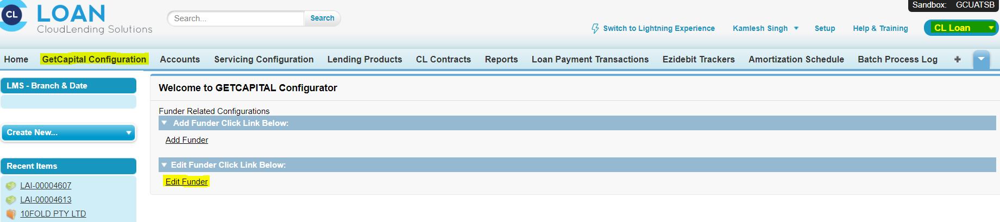 Sandbox: GCUATSB
CL LOAN
CloudLending Solutions
Search...
Search
Switch to Lightning Experience
Kamlesh Singh
Setup
Help & Training
CL Loan
Home GetCapital Configuration Accounts Servicing Configuration Lending Products CL Contracts Reports Loan Payment Transactions Ezidebit Trackers Amortization Schedule Batch Process Log +
LMS - Branch & Date
Create New...
Recent Items
LAI-00004607
LAI-00004613
10FOLD PTY LTD
Welcome to GETCAPITAL Configurator
Funder Related Configurations
Add Funder Click Link Below:
Add Funder
Edit Funder Click Link Below:
Edit Funder